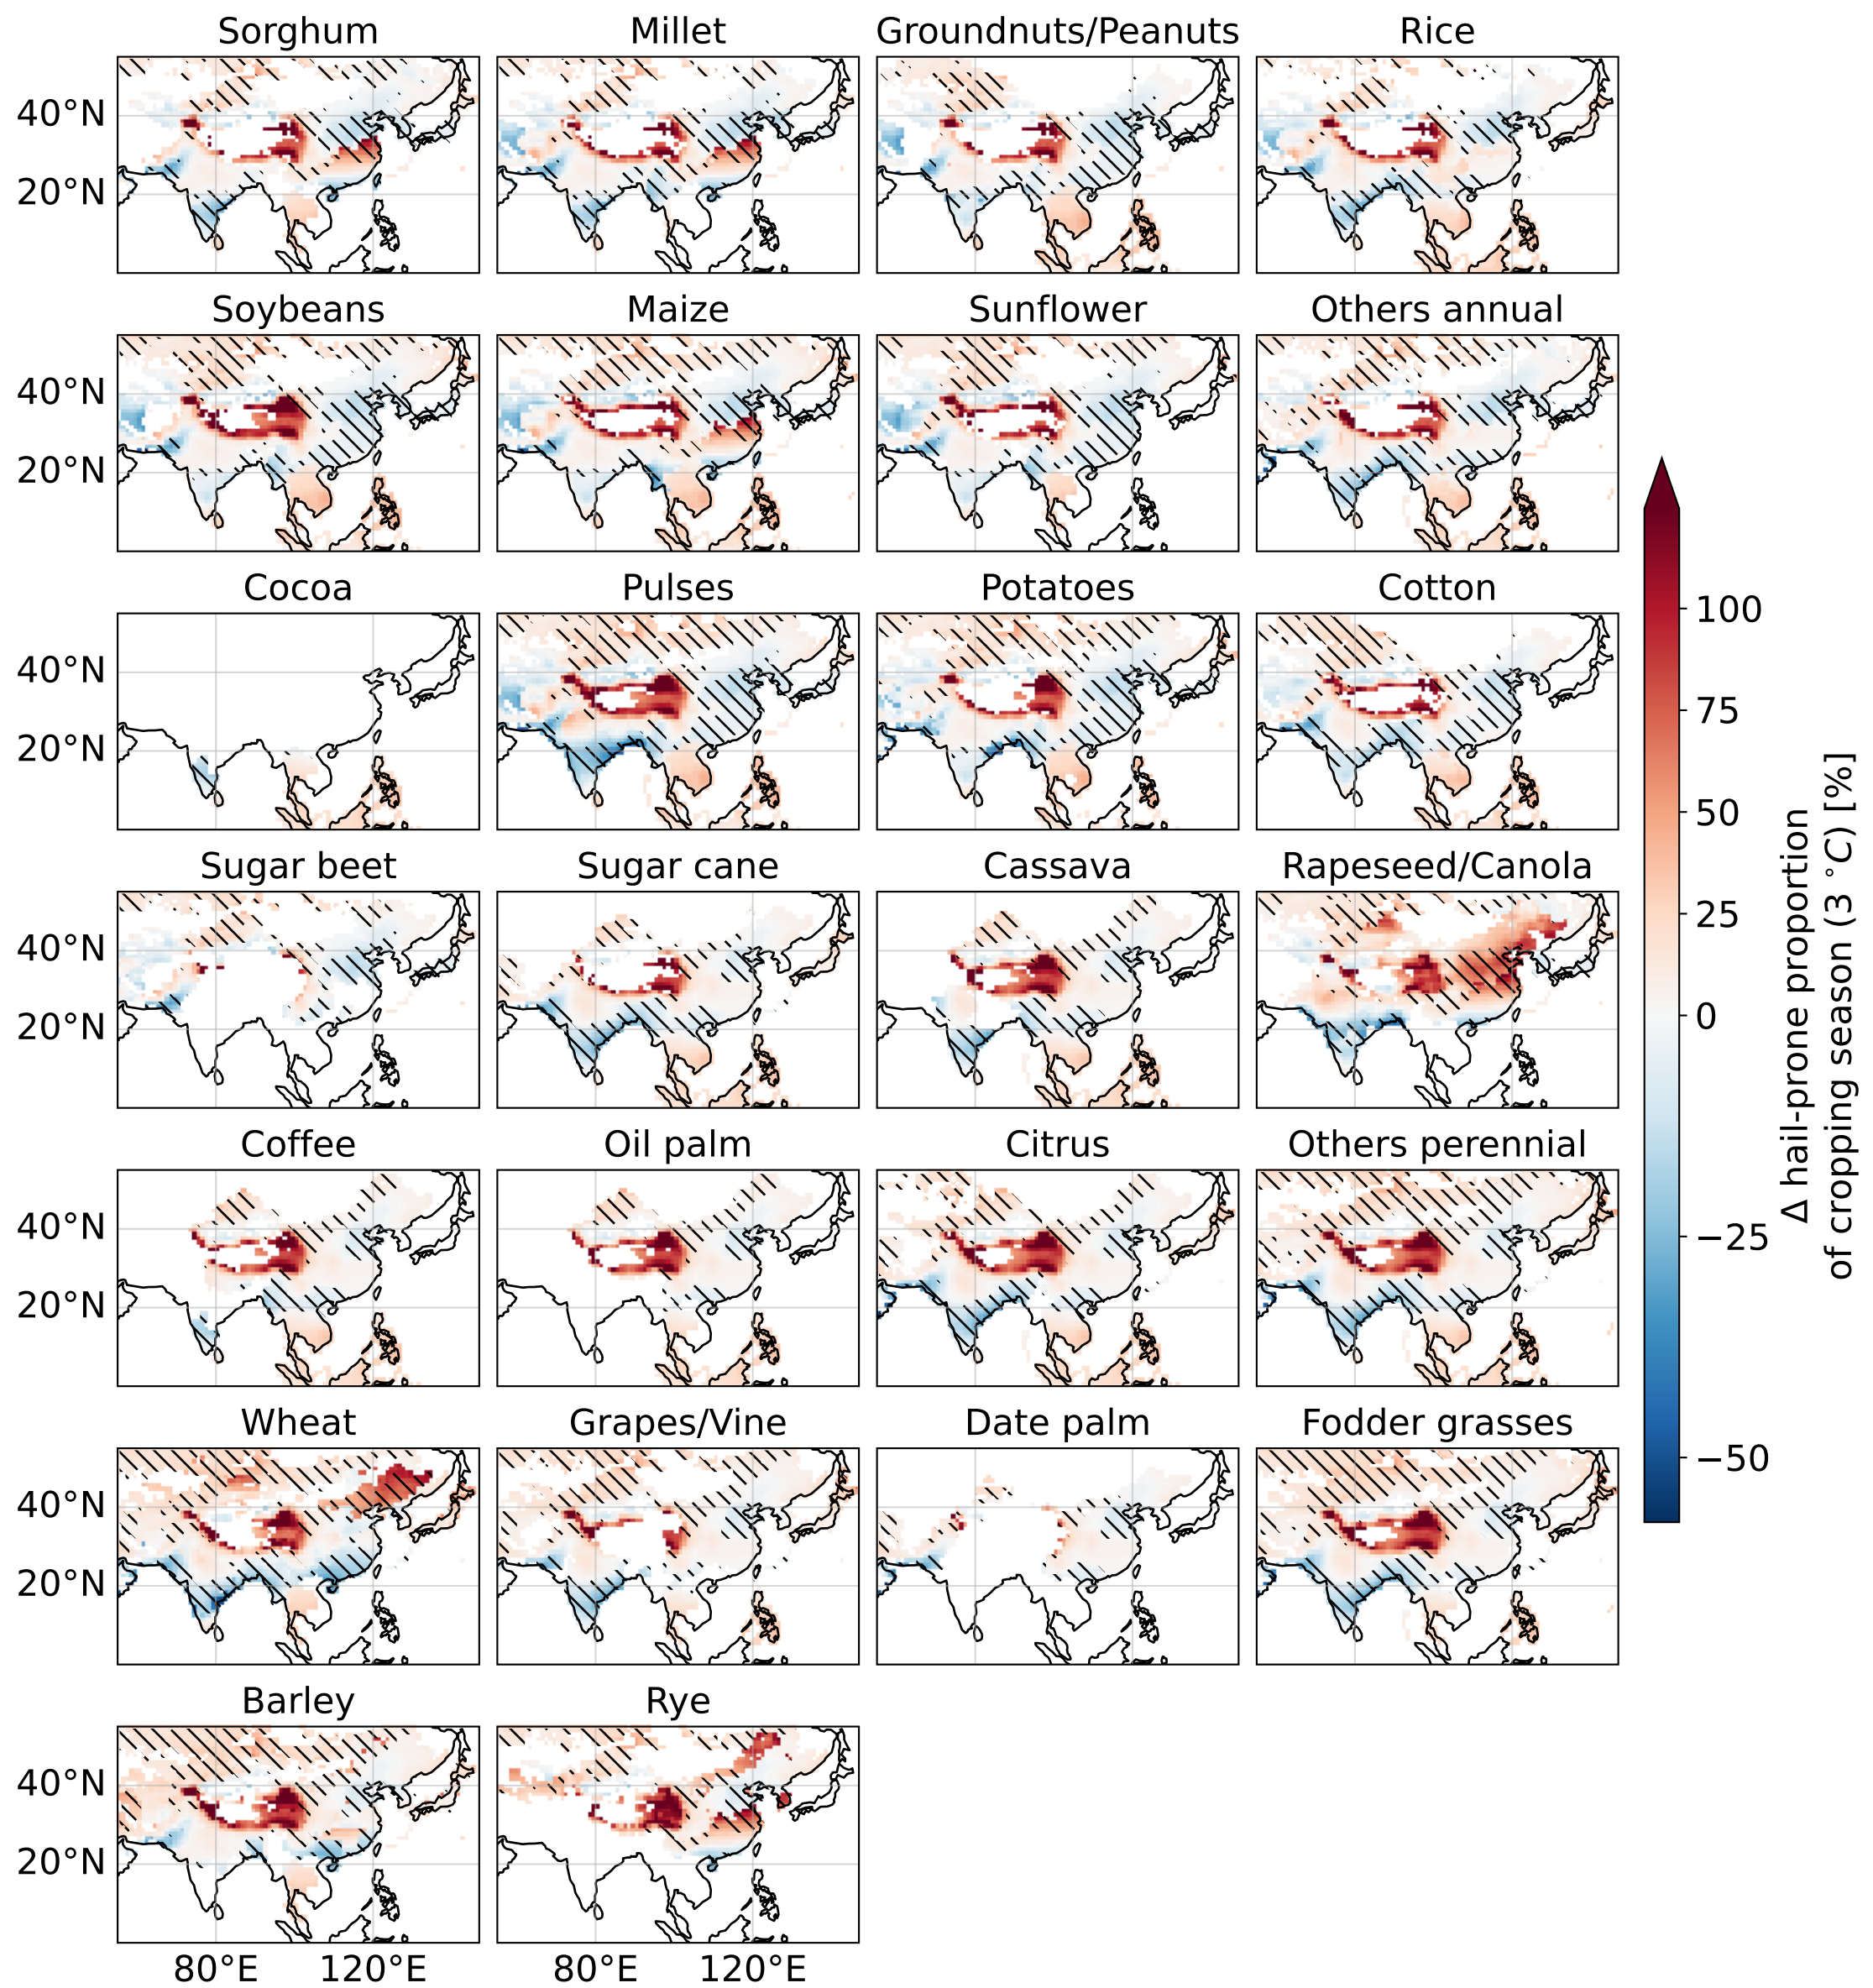 Sorghum
Millet
Groundnuts/Peanuts
Rice
40°N
20°N
Soybeans
Maize
Sunflower
Others annual
40°N
20°N
Cocoa
Pulses
Potatoes
Cotton
40°N
20°N
Sugar beet
Sugar cane
Cassava
Rapeseed/Canola
40°N
20°N
Coffee
Oil palm
Citrus
Others perennial
40°N
20°N
Wheat
Grapes/Vine
Date palm
Fodder grasses
40°N
20°N
Barley
Rye
40°N
20°N
80°E
120°E
80°E
120°E
100
75
50
25
0
−25
−50
Δ hail-prone proportion
of cropping season (3 °C) [%]